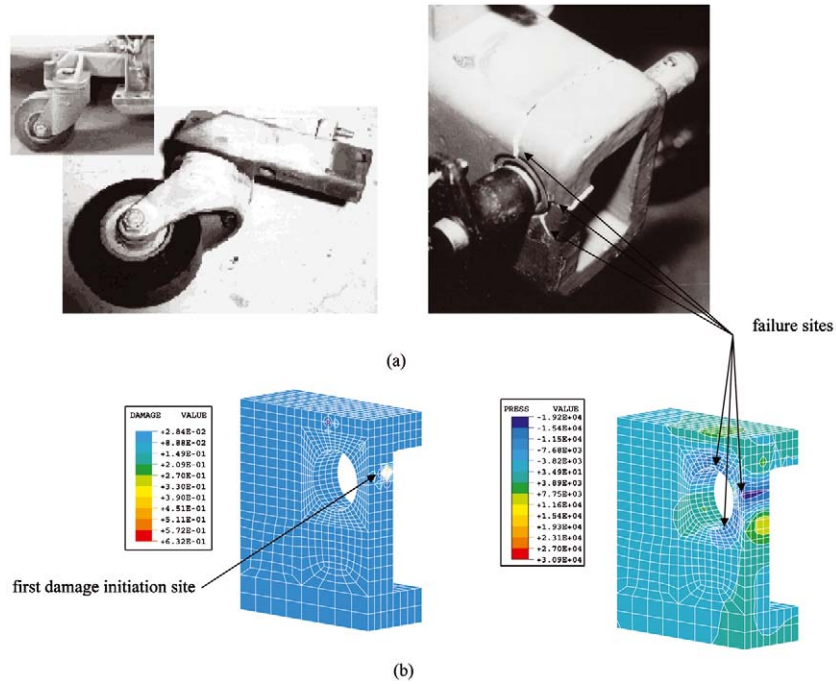 failure sites
(a)
DAMAGE VALUE
+2.84E-02
+8.88E-02
+1.49E-01
+2.09E-01
+2.70E-01
+3.30E-01
+3.90E-01
+4.51E-01
+5.11E-01
+5.72E-01
+6.32E-01
PRESS VALUE
-1.92E+04
-1.54E+04
-1.15E+04
-7.68E+03
-3.82E+03
+3.49E+01
+3.89E+03
+7.75E+03
+1.16E+04
+1.54E+04
+1.93E+04
+2.31E+04
+2.70E+04
+3.09E+04
first damage initiation site
(b)